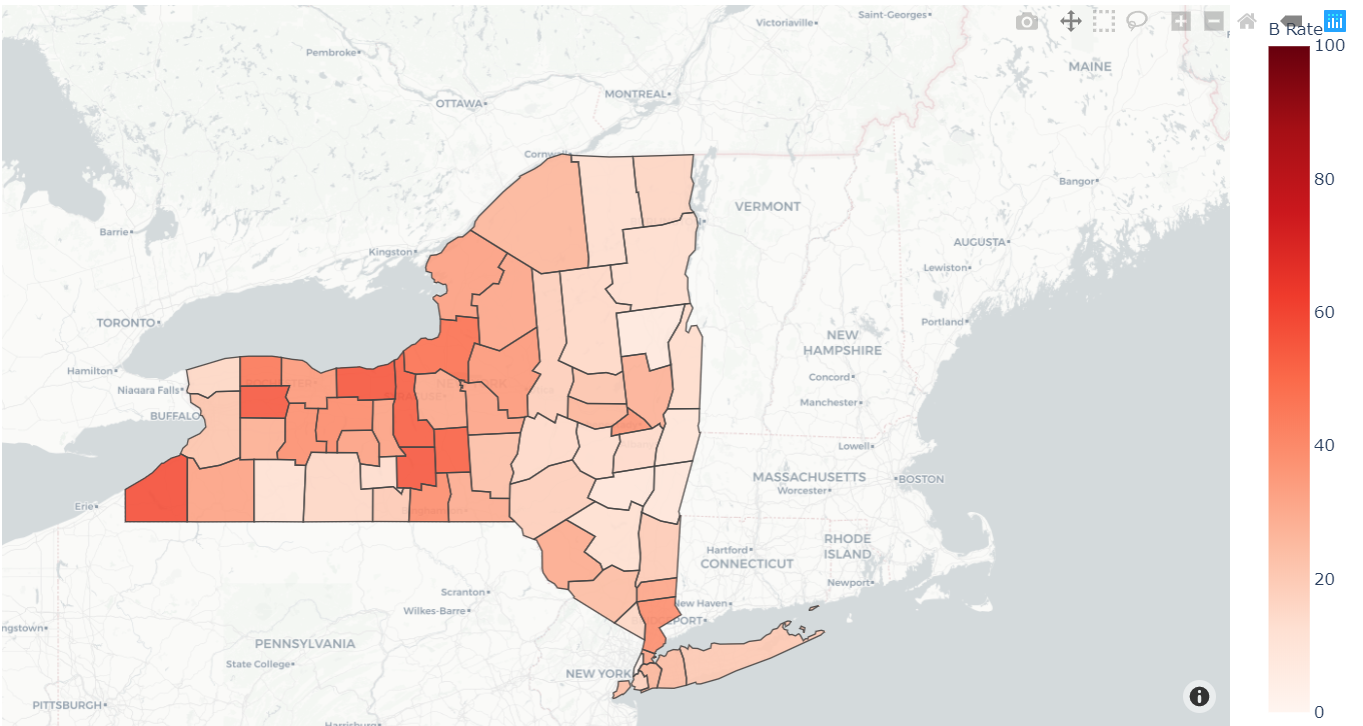 Victoriaville
Saint-Georges
B Rate
100
Pembroke
MAINE
OTTAWA
MONTREAL
Cornwall
Bangor
80
VERMONT
Barrie
AUGUSTA
Kingston
Lewiston
60
TORONTO
Portland
NEW
HAMPSHIRE
Hamilton
Concord
Niagara Falls
Manchester
BUFFALO
40
Lowell
MASSACHUSETTS
BOSTON
Worcester
Erie
RHODE
ISLAND
Hartford
CONNECTICUT
20
Newport
Scranton
New Haven
Wilkes-Barre
PORT
ngstown
PENNSYLVANIA
State College
NEW YORK
PITTSBURGH
Harrisburg
0